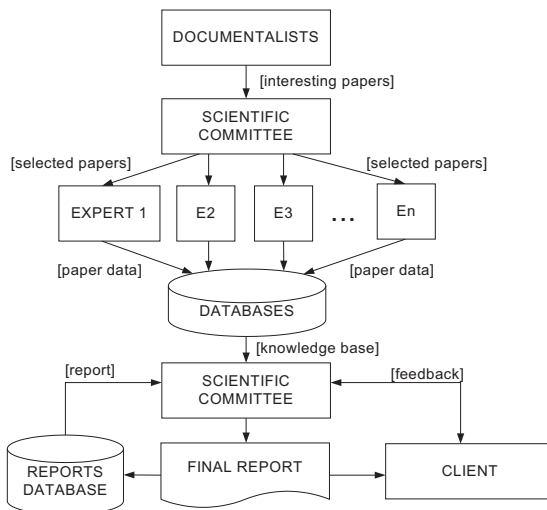 DOCUMENTALISTS
[interesting papers]
SCIENTIFIC
COMMITTEE
[selected papers]
[selected papers]
EXPERT 1
E2
E3
...
En
[paper data]
[paper data]
DATABASES
[knowledge base]
[report]
[feedback]
SCIENTIFIC
COMMITTEE
REPORTS
DATABASE
FINAL REPORT
CLIENT